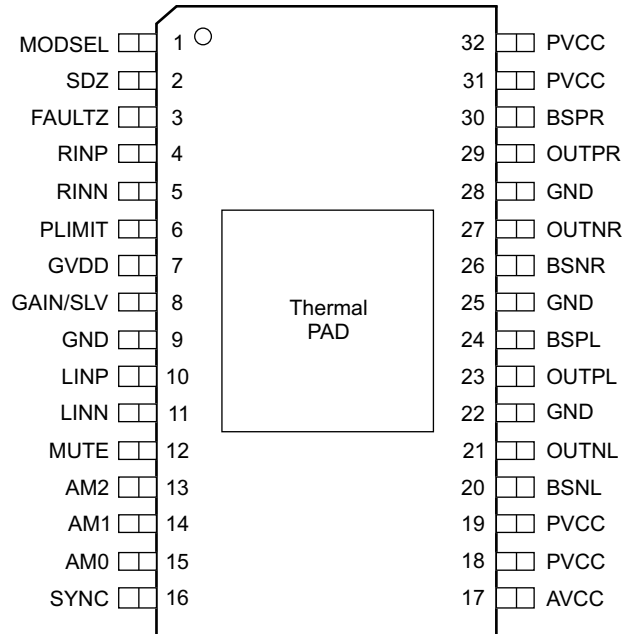 MODSEL 1 32 PVCC
SDZ 2 31 PVCC
FAULTZ 3 30 BSPR
RINP 4 29 OUTPR
RINN 5 28 GND
PLIMIT 6 27 OUTNR
GVDD 7 26 BSNR
GAIN/SLV 8 25 GND
Thermal
PAD
GND 9 24 BSPL
LINP 10 23 OUTPL
LINN 11 22 GND
MUTE 12 21 OUTNL
AM2 13 20 BSNL
AM1 14 19 PVCC
AM0 15 18 PVCC
SYNC 16 17 AVCC